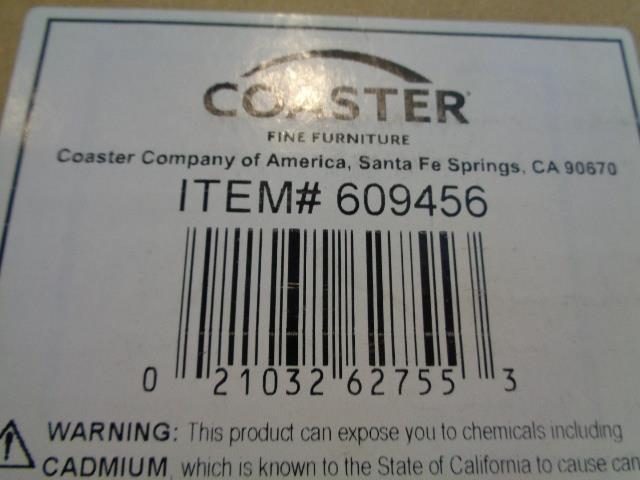 COASTER
FINE FURNITURE
Coaster Company of America, Santa Fe Springs, CA 90670
ITEM# 609456
0 21032 62755 3
WARNING: This product can expose you to chemicals including
CADMIUM, which is known to the State of California to cause can